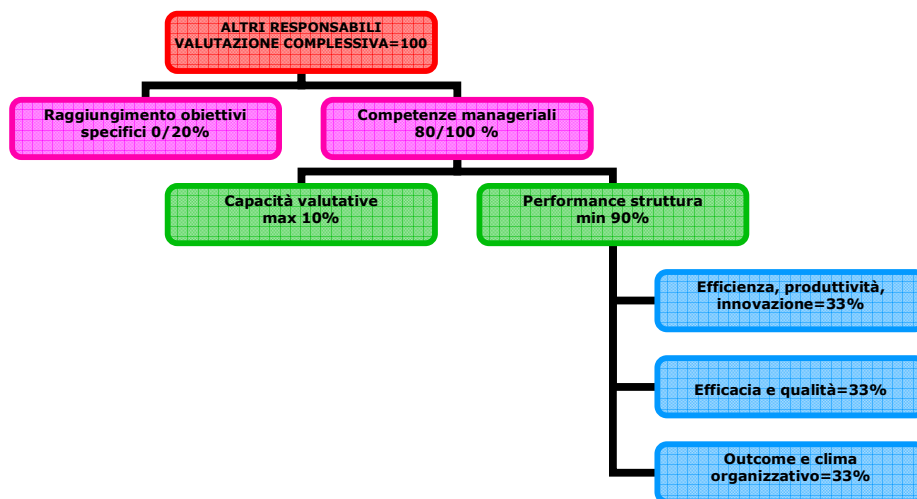 ALTRI RESPONSABILI
VALUTAZIONE COMPLESSIVA=100
Raggiungimento obiettivi
specifici 0/20%
Competenze manageriali
80/100 %
Capacità valutative
max 10%
Performance struttura
min 90%
Efficienza, produttività,
innovazione=33%
Efficacia e qualità=33%
Outcome e clima
organizzativo=33%